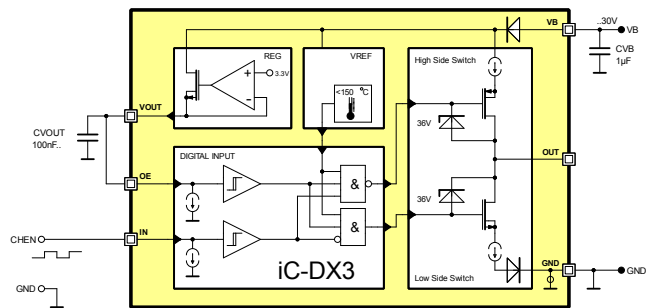 VB
..30V
VB
CVB
1µF
REG
+
3.3V
-
VREF
<150 °C
High Side Switch
VOUT
CVOUT
100nF..
36V
DIGITAL INPUT
OE
&
OUT
36V
IN
&
CHEN
GND
iC-DX3
Low Side Switch
GND
GND